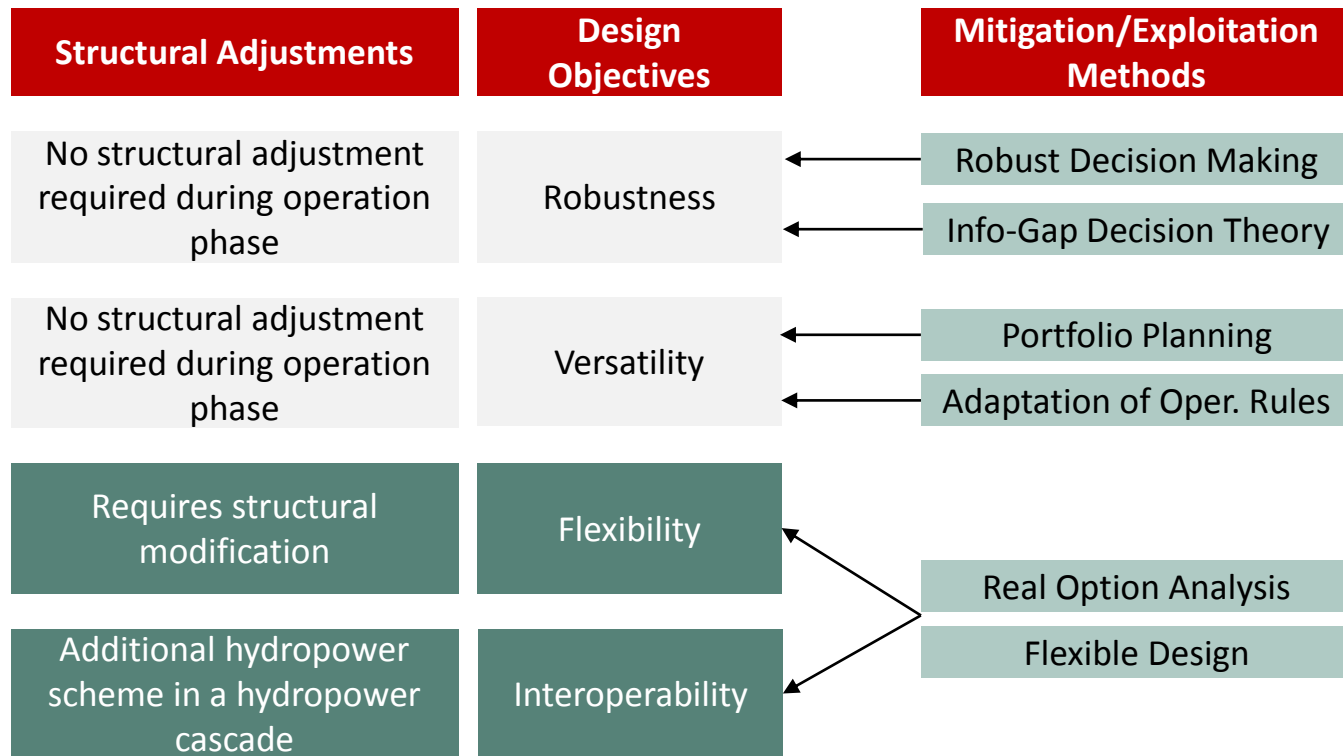 Structural Adjustments
Design
Objectives
Mitigation/Exploitation
Methods
No structural adjustment
required during operation
phase
Robustness
Robust Decision Making
Info-Gap Decision Theory
No structural adjustment
required during operation
phase
Versatility
Portfolio Planning
Adaptation of Oper. Rules
Requires structural
modification
Flexibility
Real Option Analysis
Flexible Design
Additional hydropower
scheme in a hydropower
cascade
Interoperability